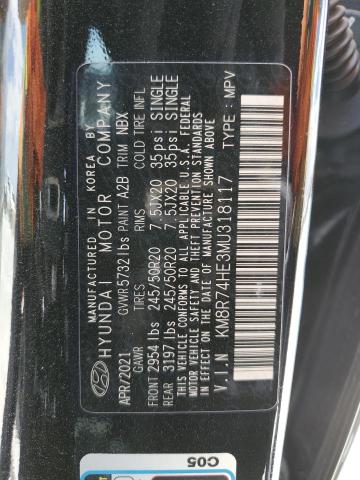 MANUFACTURED IN KOREA BY
HYUNDAI MOTOR COMPANY
APR/2021 GVWR 5732 lbs PAINT A2B TRIM NBX
GAWR TIRES RIMS COLD TIRE INFL
FRONT 2954 lbs 245/50R20 7.5JX20 35psi SINGLE
REAR 3197 lbs 245/50R20 7.5JX20 35psi SINGLE
THIS VEHICLE CONFORMS TO ALL APPLICABLE U.S.A. FEDERAL
MOTOR VEHICLE SAFETY AND THEFT PREVENTION STANDARDS
IN EFFECT ON THE DATE OF MANUFACTURE SHOWN ABOVE
V.I.N KM8R74HE3MU318117 TYPE : MPV
C05